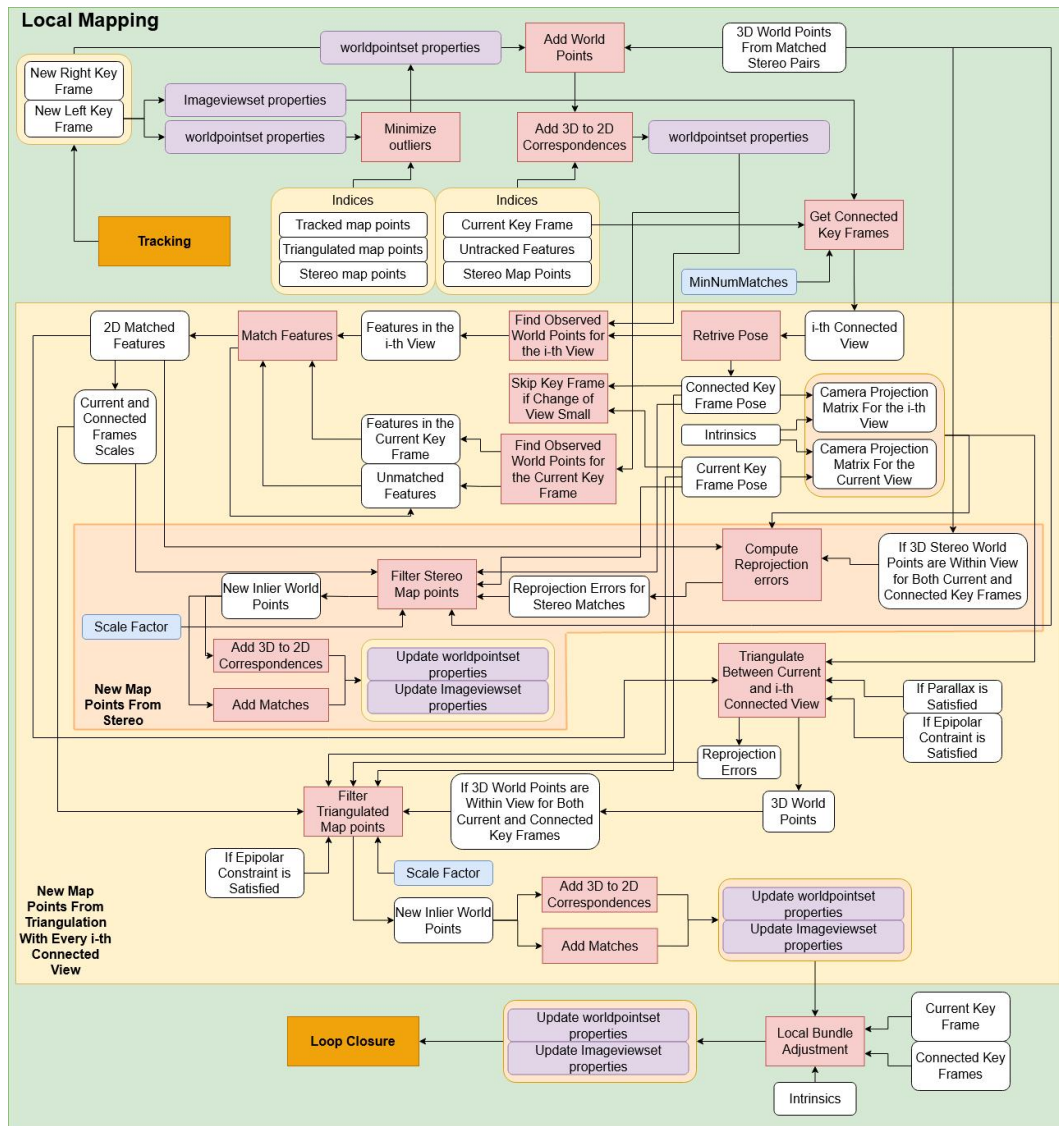 Local Mapping
worldpointset properties
Add World
Points
3D World Points
From Matched
Stereo Pairs
New Right Key
Frame
New Left Key
Frame
Imageviewset properties
worldpointset properties
Minimize
outliers
Add 3D to 2D
Correspondences
worldpointset properties
Indices
Tracked map points
Triangulated map points
Stereo map points
Indices
Current Key Frame
Untracked Features
Stereo Map Points
Get Connected
Key Frames
Tracking
MinNumMatches
2D Matched
Features
Match Features
Features in the
i-th View
Find Observed
World Points for
the i-th View
Retrive Pose
i-th Connected
View
Skip Key Frame
if Change of
View Small
Connected Key
Frame Pose
Camera Projection
Matrix For the i-th
View
Current and
Connected
Frames
Scales
Features in the
Current Key
Frame
Unmatched
Features
Find Observed
World Points for
the Current Key
Frame
Intrinsics
Current Key
Frame Pose
Camera Projection
Matrix For the
Current View
Compute
Reprojection
errors
If 3D Stereo World
Points are Within View
for Both Current and
Connected Key Frames
Filter Stereo
Map points
New Inlier World
Points
Reprojection Errors for
Stereo Matches
Scale Factor
Add 3D to 2D
Correspondences
Add Matches
Update worldpointset
properties
Update Imageviewset
properties
New Map
Points From
Stereo
Triangulate
Between Current
and i-th
Connected View
If Parallax is
Satisfied
If Epipolar
Contraint is
Satisfied
Reprojection
Errors
Filter
Triangulated
Map points
If 3D World Points are
Within View for Both
Current and Connected
Key Frames
3D World
Points
If Epipolar
Constraint is
Satisfied
Scale Factor
New Map
Points From
Triangulation
With Every i-th
Connected
View
New Inlier World
Points
Add 3D to 2D
Correspondences
Add Matches
Update worldpointset
properties
Update Imageviewset
properties
Loop Closure
Update worldpointset
properties
Update Imageviewset
properties
Local Bundle
Adjustment
Current Key
Frame
Connected Key
Frames
Intrinsics